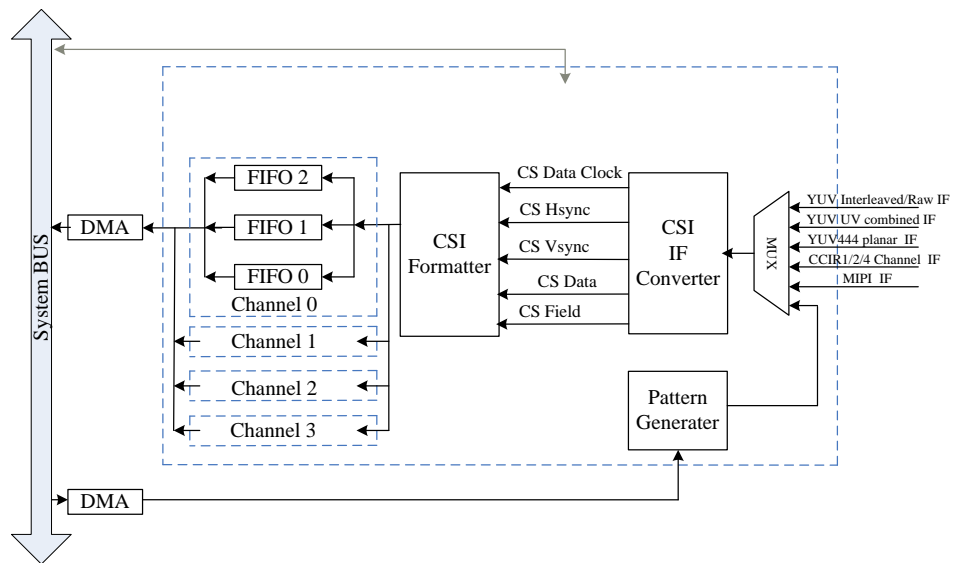 System BUS
DMA
FIFO 2
FIFO 1
FIFO 0
Channel 0
Channel 1
Channel 2
Channel 3
CSI
Formatter
CS Data Clock
CS Hsync
CS Vsync
CS Data
CS Field
CSI
IF
Converter
MUX
YUV Interleaved/Raw IF
YUV UV combined IF
YUV444 planar IF
CCIR1/2/4 Channel IF
MIPI IF
Pattern
Generater
DMA